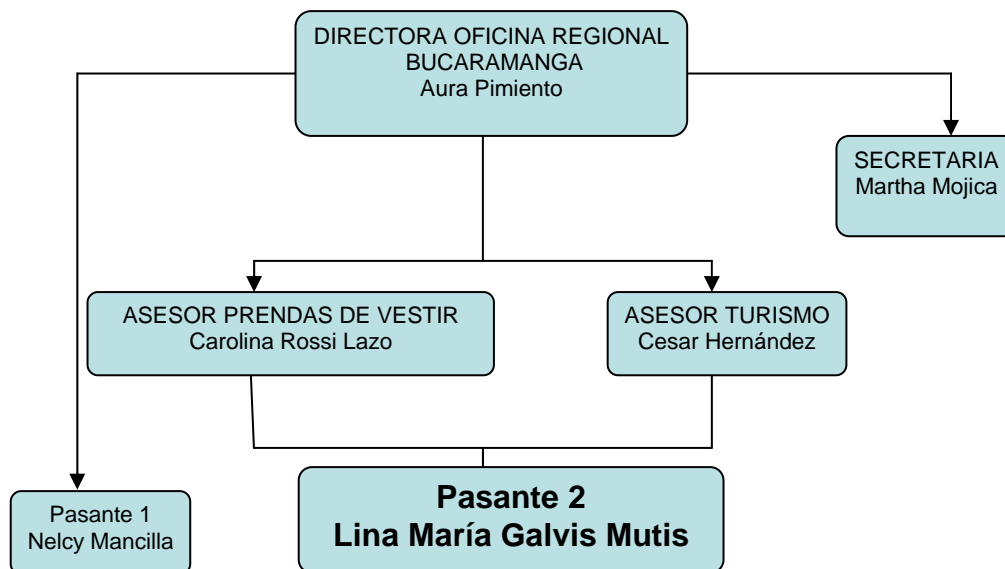 DIRECTORA OFICINA REGIONAL
BUCARAMANGA
Aura Pimiento
SECRETARIA
Martha Mojica
ASESOR PRENDAS DE VESTIR
Carolina Rossi Lazo
ASESOR TURISMO
Cesar Hernández
Pasante 1
Nelcy Mancilla
Pasante 2
Lina María Galvis Mutis